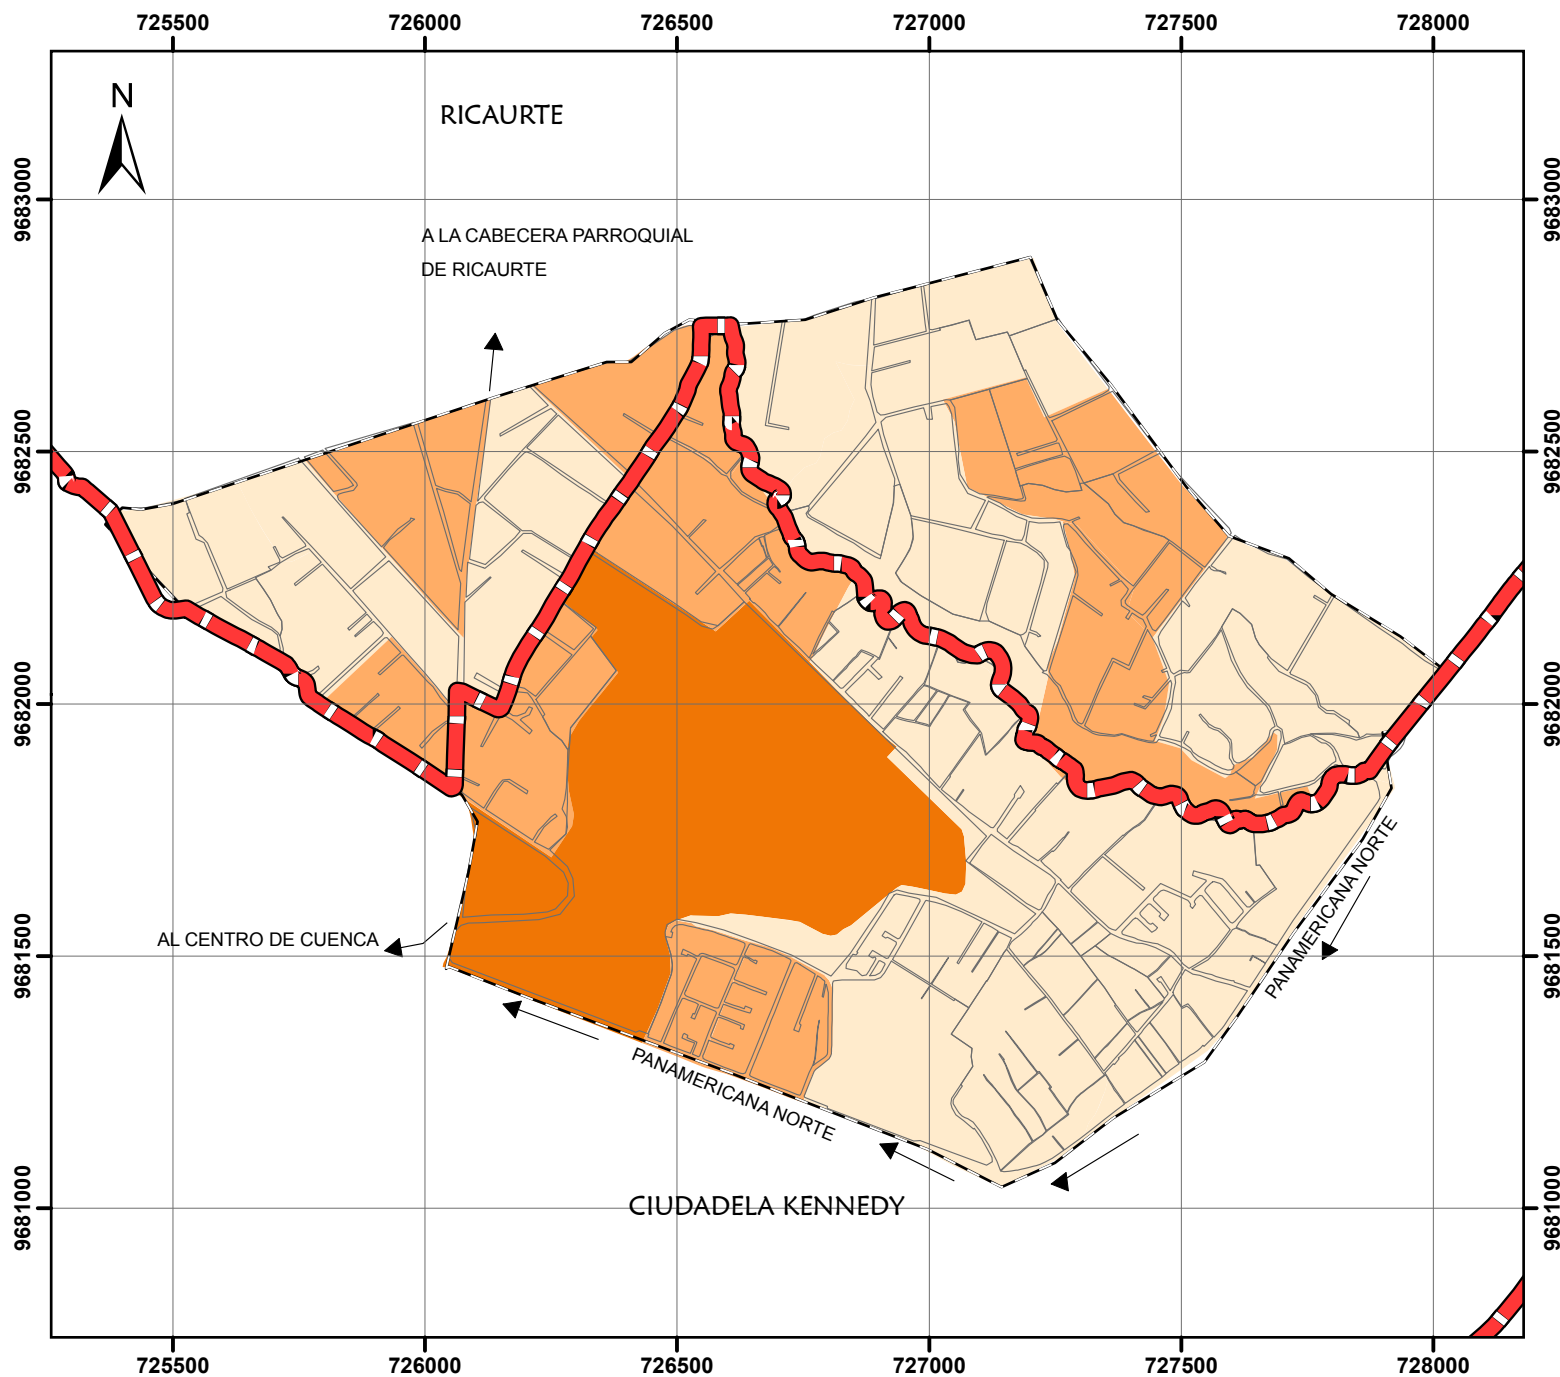 725500 726000 726500 727000 727500 728000
N
RICAURTE
9683000 9683000
A LA CABECERA PARROQUIAL
DE RICAURTE
9682500 9682500
9682000 9682000
PANAMERICANA NORTE
AL CENTRO DE CUENCA
9681500 9681500
PANAMERICANA NORTE
CIUDADELA KENNEDY
9681000 9681000
725500 726000 726500 727000 727500 728000